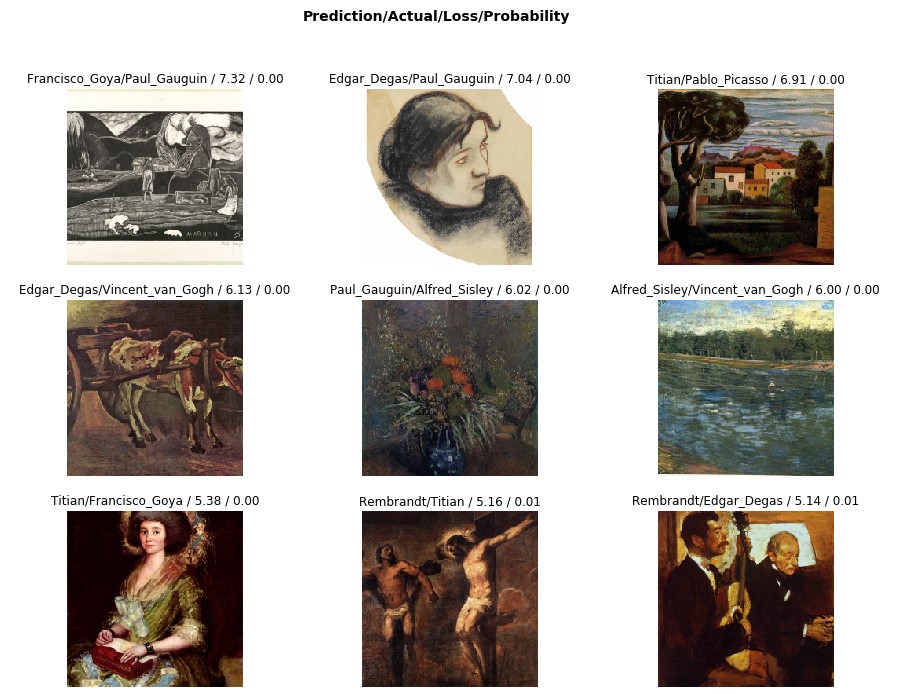 Prediction/Actual/Loss/Probability
Francisco_Goya/Paul_Gauguin / 7.32 / 0.00
Edgar_Degas/Paul_Gauguin / 7.04 / 0.00
Titian/Pablo_Picasso / 6.91 / 0.00
Edgar_Degas/Vincent_van_Gogh / 6.13 / 0.00
Paul_Gauguin/Alfred_Sisley / 6.02 / 0.00
Alfred_Sisley/Vincent_van_Gogh / 6.00 / 0.00
Titian/Francisco_Goya / 5.38 / 0.00
Rembrandt/Titian / 5.16 / 0.01
Rembrandt/Edgar_Degas / 5.14 / 0.01